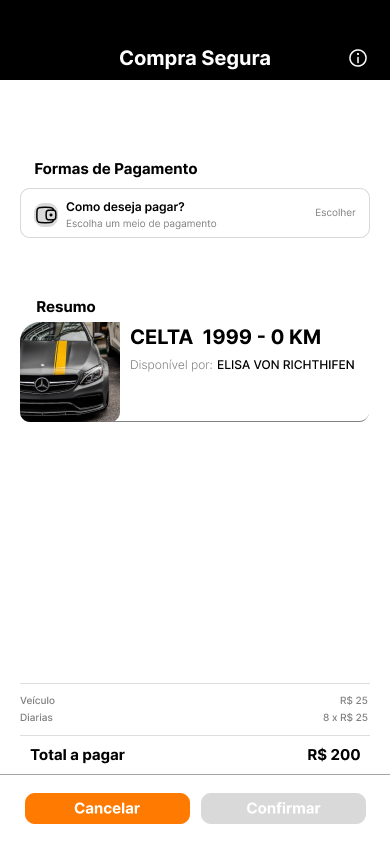 Compra Segura
Formas de Pagamento
Como deseja pagar?
Escolha um meio de pagamento
Escolher
Resumo
CELTA 1999 - 0 KM
Disponível por: ELISA VON RICHTHIFEN
Veículo R$ 25
Diarias 8 x R$ 25
Total a pagar R$ 200
Cancelar Confirmar